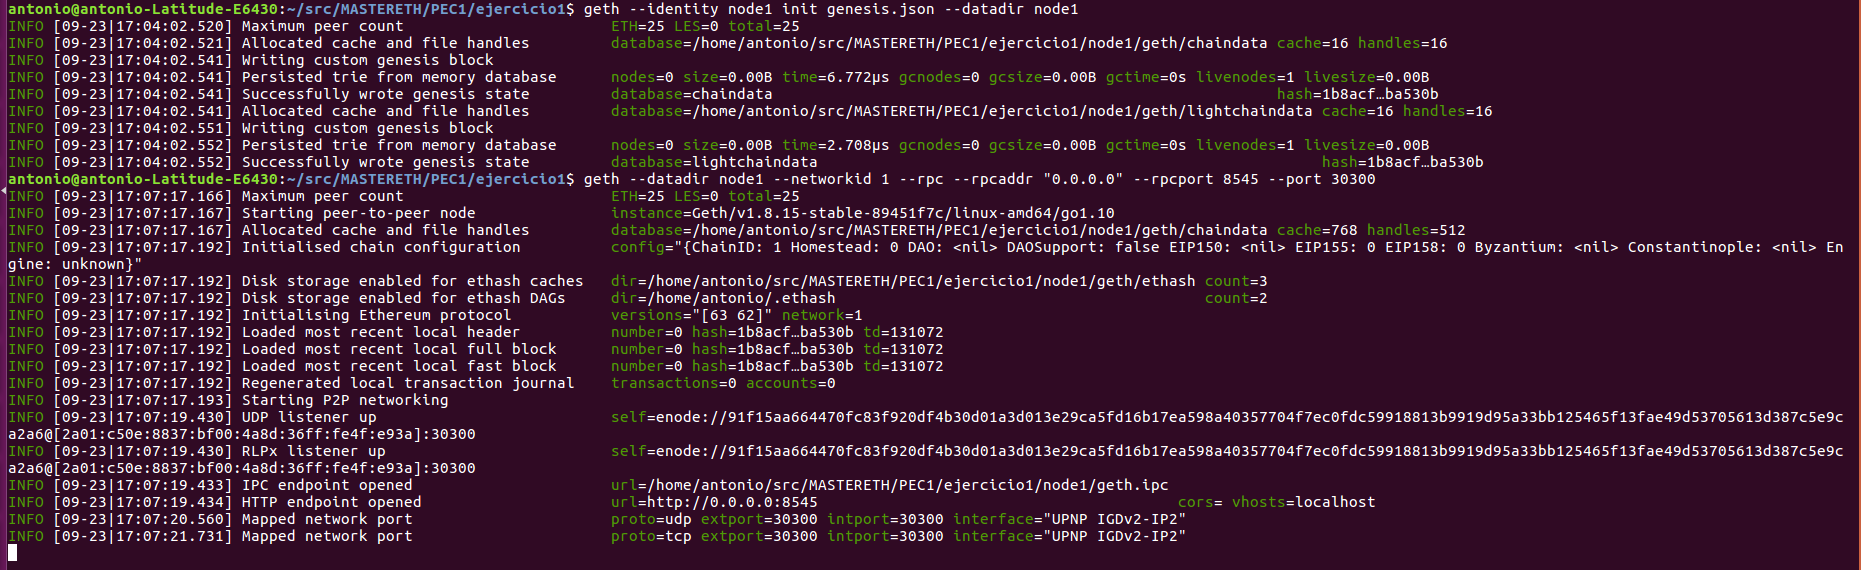 antonio@antonio-Latitude-E6430:~/src/MASTERETH/PEC1/ejercicio1$ geth --identity node1 init genesis.json --datadir node1
INFO [09-23|17:04:02.520] Maximum peer count ETH=25 LES=0 total=25
INFO [09-23|17:04:02.521] Allocated cache and file handles database=/home/antonio/src/MASTERETH/PEC1/ejercicio1/node1/geth/chaindata cache=16 handles=16
INFO [09-23|17:04:02.541] Writing custom genesis block
INFO [09-23|17:04:02.541] Persisted trie from memory database nodes=0 size=0.00B time=6.772µs gcnodes=0 gcsize=0.00B gctime=0s livenodes=1 livesize=0.00B
INFO [09-23|17:04:02.541] Successfully wrote genesis state database=chaindata hash=1b8acf…ba530b
INFO [09-23|17:04:02.541] Allocated cache and file handles database=/home/antonio/src/MASTERETH/PEC1/ejercicio1/node1/geth/lightchaindata cache=16 handles=16
INFO [09-23|17:04:02.551] Writing custom genesis block
INFO [09-23|17:04:02.552] Persisted trie from memory database nodes=0 size=0.00B time=2.708µs gcnodes=0 gcsize=0.00B gctime=0s livenodes=1 livesize=0.00B
INFO [09-23|17:04:02.552] Successfully wrote genesis state database=lightchaindata hash=1b8acf…ba530b
antonio@antonio-Latitude-E6430:~/src/MASTERETH/PEC1/ejercicio1$ geth --datadir node1 --networkid 1 --rpc --rpcaddr "0.0.0.0" --rpcport 8545 --port 30300
INFO [09-23|17:07:17.166] Maximum peer count ETH=25 LES=0 total=25
INFO [09-23|17:07:17.167] Starting peer-to-peer node instance=Geth/v1.8.15-stable-89451f7c/linux-amd64/go1.10
INFO [09-23|17:07:17.167] Allocated cache and file handles database=/home/antonio/src/MASTERETH/PEC1/ejercicio1/node1/geth/chaindata cache=768 handles=512
INFO [09-23|17:07:17.192] Initialised chain configuration config="{ChainID: 1 Homestead: 0 DAO: <nil> DAOSupport: false EIP150: <nil> EIP155: 0 EIP158: 0 Byzantium: <nil> Constantinople: <nil> En
gine: unknown}"
INFO [09-23|17:07:17.192] Disk storage enabled for ethash caches dir=/home/antonio/src/MASTERETH/PEC1/ejercicio1/node1/geth/ethash count=3
INFO [09-23|17:07:17.192] Disk storage enabled for ethash DAGs dir=/home/antonio/.ethash count=2
INFO [09-23|17:07:17.192] Initialising Ethereum protocol versions="[63 62]" network=1
INFO [09-23|17:07:17.192] Loaded most recent local header number=0 hash=1b8acf…ba530b td=131072
INFO [09-23|17:07:17.192] Loaded most recent local full block number=0 hash=1b8acf…ba530b td=131072
INFO [09-23|17:07:17.192] Loaded most recent local fast block number=0 hash=1b8acf…ba530b td=131072
INFO [09-23|17:07:17.192] Regenerated local transaction journal transactions=0 accounts=0
INFO [09-23|17:07:17.193] Starting P2P networking
INFO [09-23|17:07:19.430] UDP listener up self=enode://91f15aa664470fc83f920df4b30d01a3d013e29ca5fd16b17ea598a40357704f7ec0fdc59918813b9919d95a33bb125465f13fae49d53705613d387c5e9c
a2a6@[2a01:c50e:8837:bf00:4a8d:36ff:fe4f:e93a]:30300
INFO [09-23|17:07:19.430] RLPx listener up self=enode://91f15aa664470fc83f920df4b30d01a3d013e29ca5fd16b17ea598a40357704f7ec0fdc59918813b9919d95a33bb125465f13fae49d53705613d387c5e9c
a2a6@[2a01:c50e:8837:bf00:4a8d:36ff:fe4f:e93a]:30300
INFO [09-23|17:07:19.433] IPC endpoint opened url=/home/antonio/src/MASTERETH/PEC1/ejercicio1/node1/geth.ipc
INFO [09-23|17:07:19.434] HTTP endpoint opened url=http://0.0.0.0:8545 cors= vhosts=localhost
INFO [09-23|17:07:20.560] Mapped network port proto=udp extport=30300 intport=30300 interface="UPNP IGDv2-IP2"
INFO [09-23|17:07:21.731] Mapped network port proto=tcp extport=30300 intport=30300 interface="UPNP IGDv2-IP2"